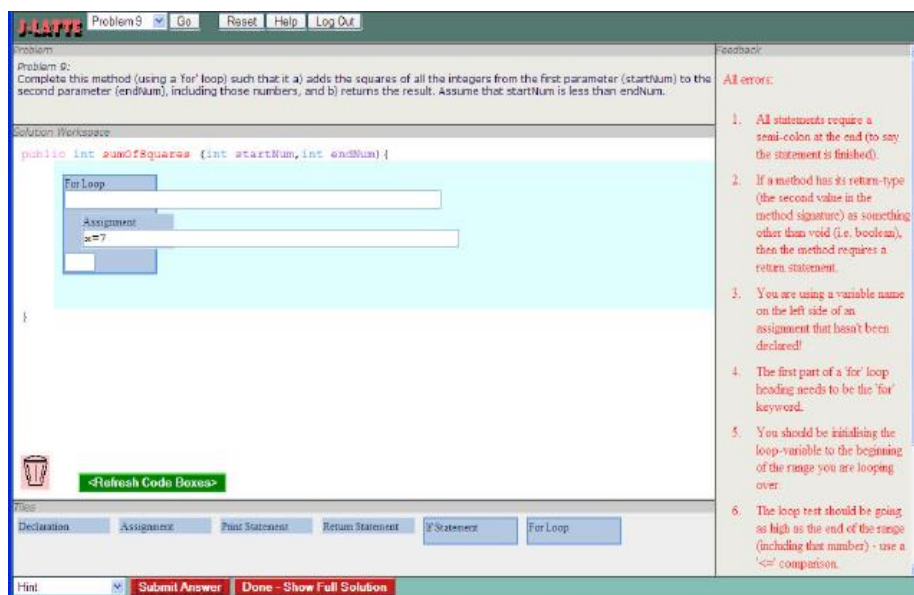 J-LATTE Problem 9 Go Reset Help Log Out
Problem
Problem 9:
Complete this method (using a 'for' loop) such that it a) adds the squares of all the integers from the first parameter (startNum) to the
second parameter (endNum), including those numbers, and b) returns the result. Assume that startNum is less than endNum.
Solution Workspace
public int sumOfSquares (int startNum,int endNum){
For Loop
Assignment
x=7
}
<Refresh Code Boxes>
Tiles
Declaration Assignment Print Statement Return Statement If Statement For Loop
Hint Submit Answer Done - Show Full Solution
Feedback
All errors:
1. All statements require a
semi-colon at the end (to say
the statement is finished).
2. If a method has its return-type
(the second value in the
method signature) as something
other than void (i.e. boolean),
then the method requires a
return statement.
3. You are using a variable name
on the left side of an
assignment that hasn't been
declared!
4. The first part of a 'for' loop
heading needs to be the 'for'
keyword.
5. You should be initialising the
loop-variable to the beginning
of the range you are looping
over.
6. The loop test should be going
as high as the end of the range
(including that number) - use a
'<=' comparison.